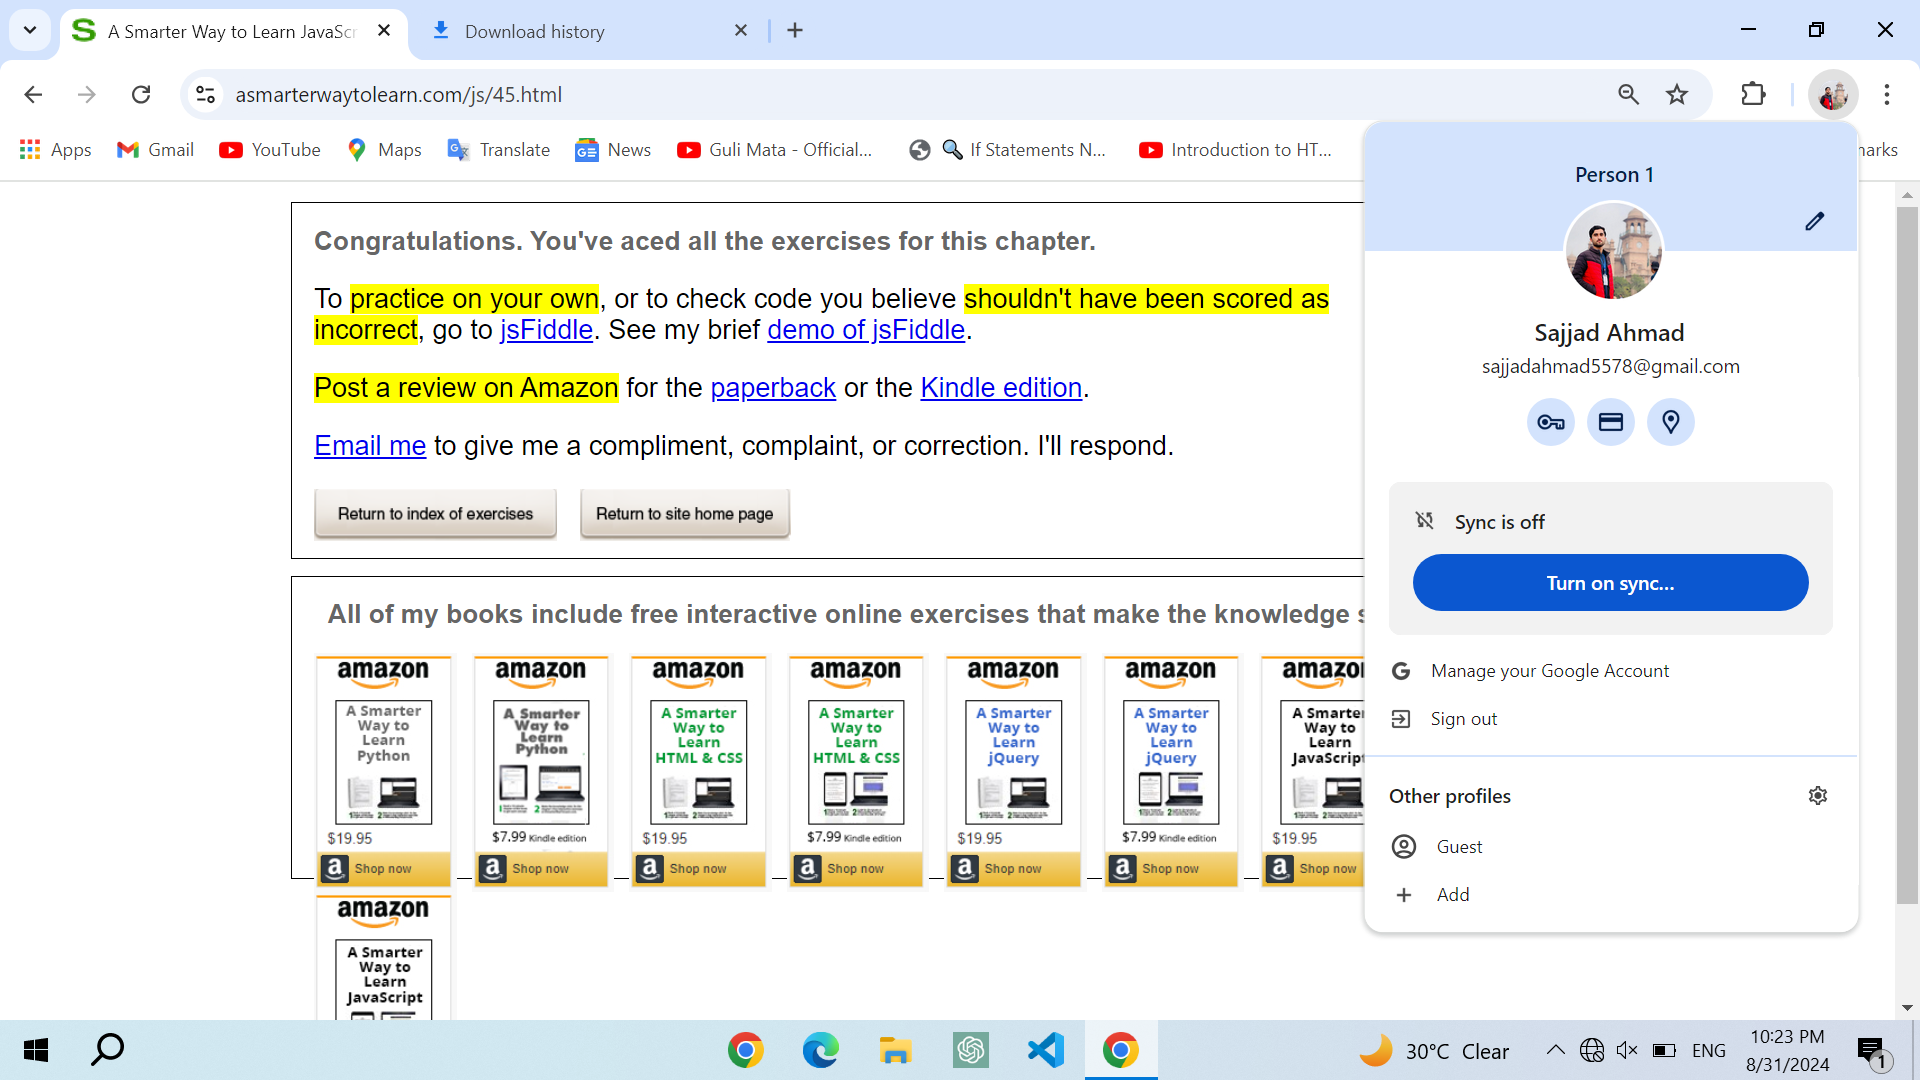 A Smarter Way to Learn JavaScr
Download history
asmarterwaytolearn.com/js/45.html
Apps
Gmail
YouTube
Maps
Translate
News
Guli Mata - Official...
If Statements N...
Introduction to HT...
Congratulations. You've aced all the exercises for this chapter.
To practice on your own, or to check code you believe shouldn't have been scored as
incorrect, go to jsFiddle. See my brief demo of jsFiddle.
Post a review on Amazon for the paperback or the Kindle edition.
Email me to give me a compliment, complaint, or correction. I'll respond.
Return to index of exercises
Return to site home page
All of my books include free interactive online exercises that make the knowledge
amazon
A Smarter
Way to
Learn
Python
$19.95
Shop now
amazon
A Smarter
Way to
Learn
Python
$7.99 Kindle edition
Shop now
amazon
A Smarter
Way to
Learn
HTML & CSS
$19.95
Shop now
amazon
A Smarter
Way to
Learn
HTML & CSS
$7.99 Kindle edition
Shop now
amazon
A Smarter
Way to
Learn
jQuery
$19.95
Shop now
amazon
A Smarter
Way to
Learn
jQuery
$7.99 Kindle edition
Shop now
amazo
A Smarter
Way to
Learn
JavaScript
$19.95
Shop now
amazon
A Smarter
Way to
Learn
JavaScript
Person 1
Sajjad Ahmad
sajjadahmad5578@gmail.com
Sync is off
Turn on sync...
Manage your Google Account
Sign out
Other profiles
Guest
Add
30°C Clear
ENG
10:23 PM
8/31/2024
1